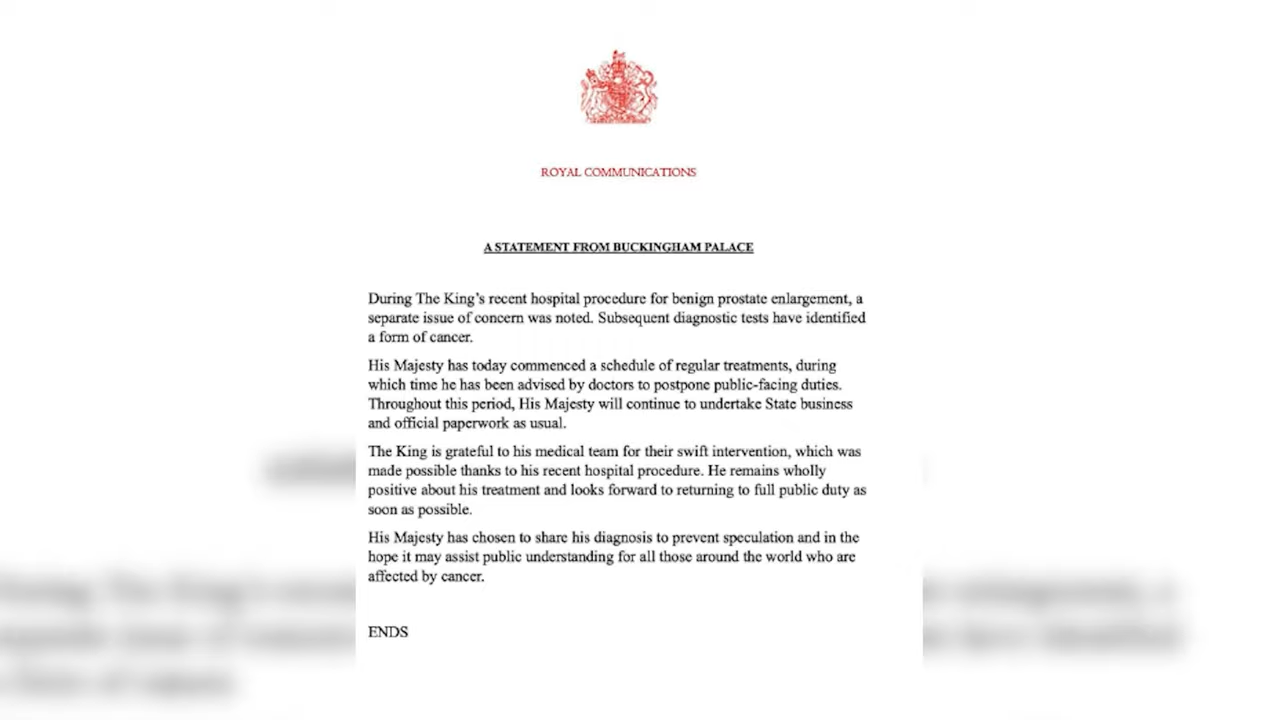 ROYAL COMMUNICATIONS
A STATEMENT FROM BUCKINGHAM PALACE
During The King's recent hospital procedure for benign prostate enlargement, a
separate issue of concern was noted. Subsequent diagnostic tests have identified
a form of cancer.
His Majesty has today commenced a schedule of regular treatments, during
which time he has been advised by doctors to postpone public-facing duties.
Throughout this period, His Majesty will continue to undertake State business
and official paperwork as usual.
The King is grateful to his medical team for their swift intervention, which was
made possible thanks to his recent hospital procedure. He remains wholly
positive about his treatment and looks forward to returning to full public duty as
soon as possible.
His Majesty has chosen to share his diagnosis to prevent speculation and in the
hope it may assist public understanding for all those around the world who are
affected by cancer.
ENDS